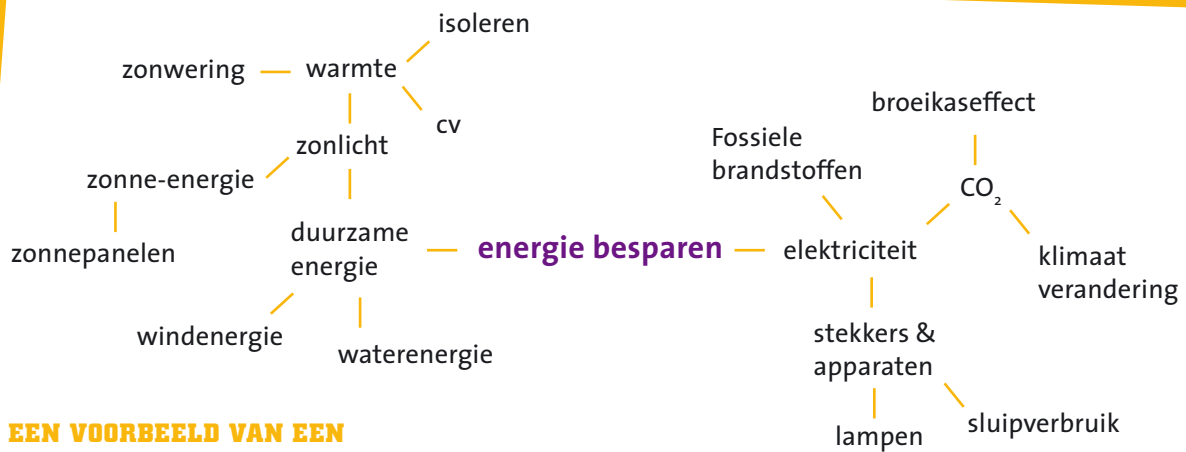 isoleren
zonwering
warmte
cv
zonlicht
zonne-energie
zonnepanelen
duurzame
energie
windenergie
waterenergie
energie besparen
Fossiele
brandstoffen
broeikaseffect
CO₂
elektriciteit
klimaat
verandering
stekkers &
apparaten
lampen
sluipverbruik
EEN VOORBEELD VAN EEN